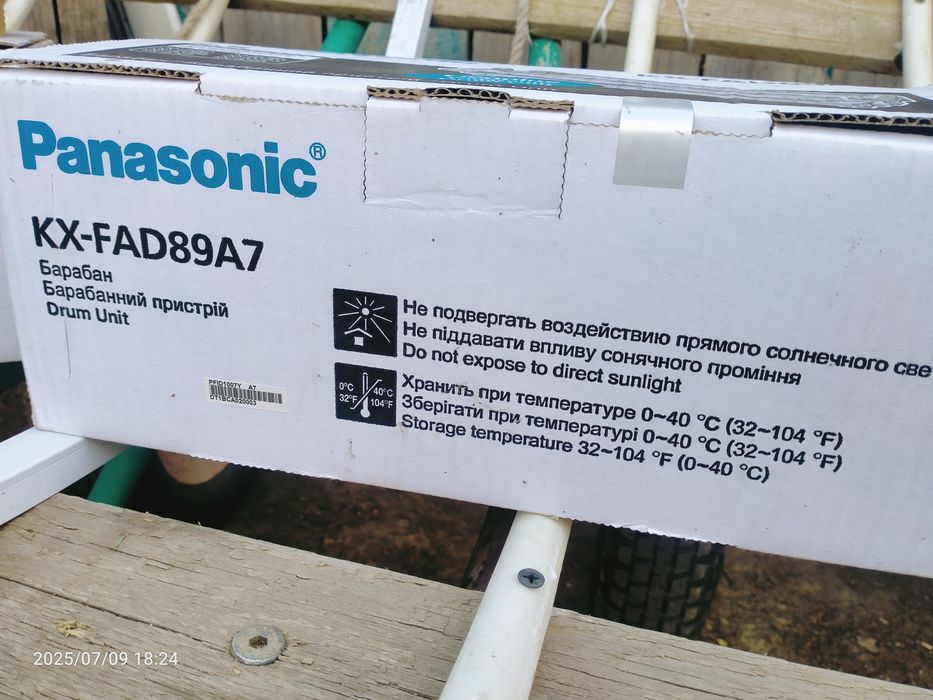 Panasonic®
KX-FAD89A7
Барабан
Барабанний пристрій
Drum Unit
PFID1007Y A7
Не подвергать воздействию прямого солнечного све
Не піддавати впливу сонячного проміння
Do not expose to direct sunlight
0°C 40°C
32°F 104°F
Хранить при температуре 0~40 °C (32~104 °F)
Зберігати при температурі 0~40 °C (32~104 °F)
Storage temperature 32~104 °F (0~40 °C)
2025/07/09 18:24